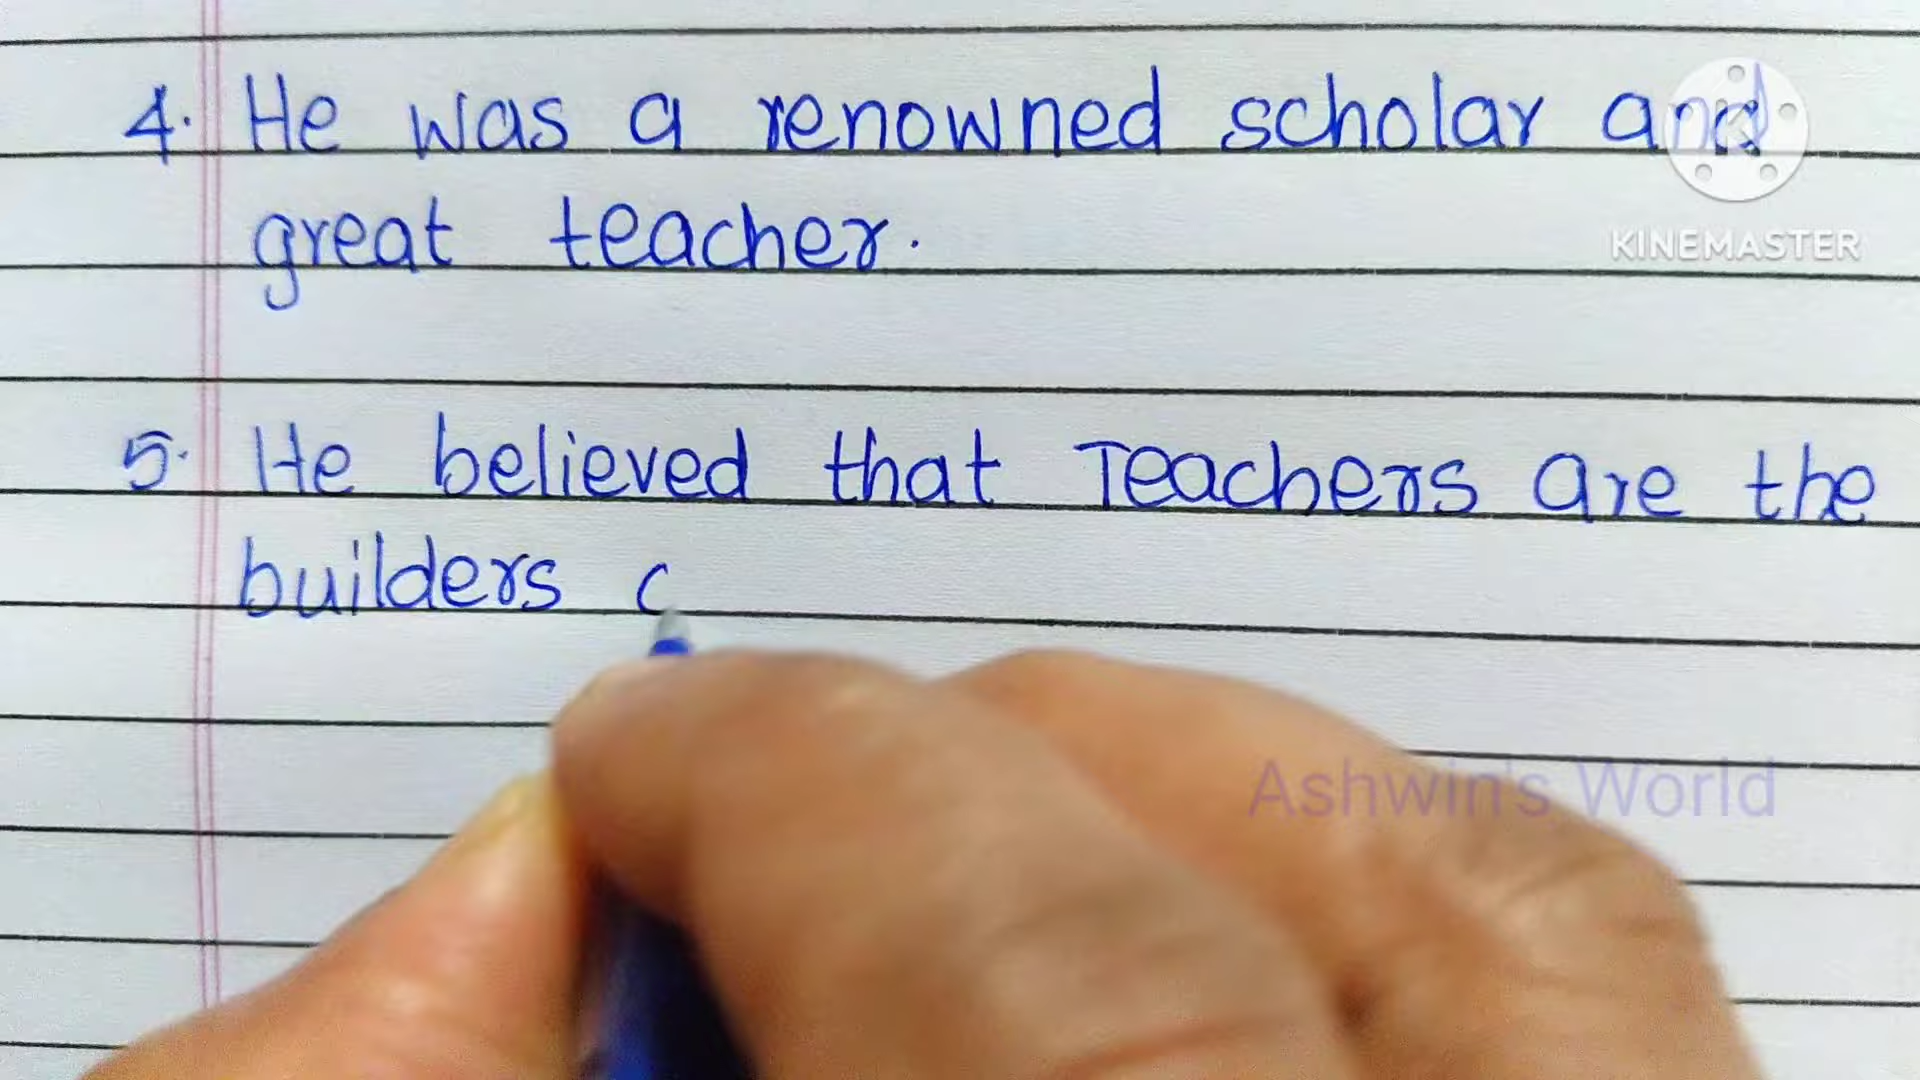 4. He was a renowned scholar and
KINEMASTER
great teacher.
5. He believed that Teachers are the
builders
Ashwin's World